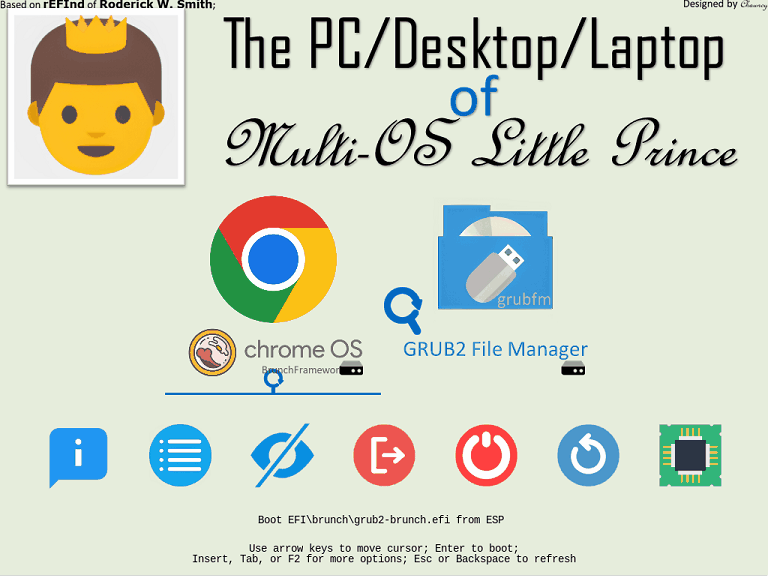 Based on rEFInd of Roderick W. Smith;
Designed by Chauncy
The PC/Desktop/Laptop
of
Multi-OS Little Prince
grubfm
chrome OS
BrunchFramework
GRUB2 File Manager
Boot EFI\brunch\grub2-brunch.efi from ESP
Use arrow keys to move cursor; Enter to boot;
Insert, Tab, or F2 for more options; Esc or Backspace to refresh